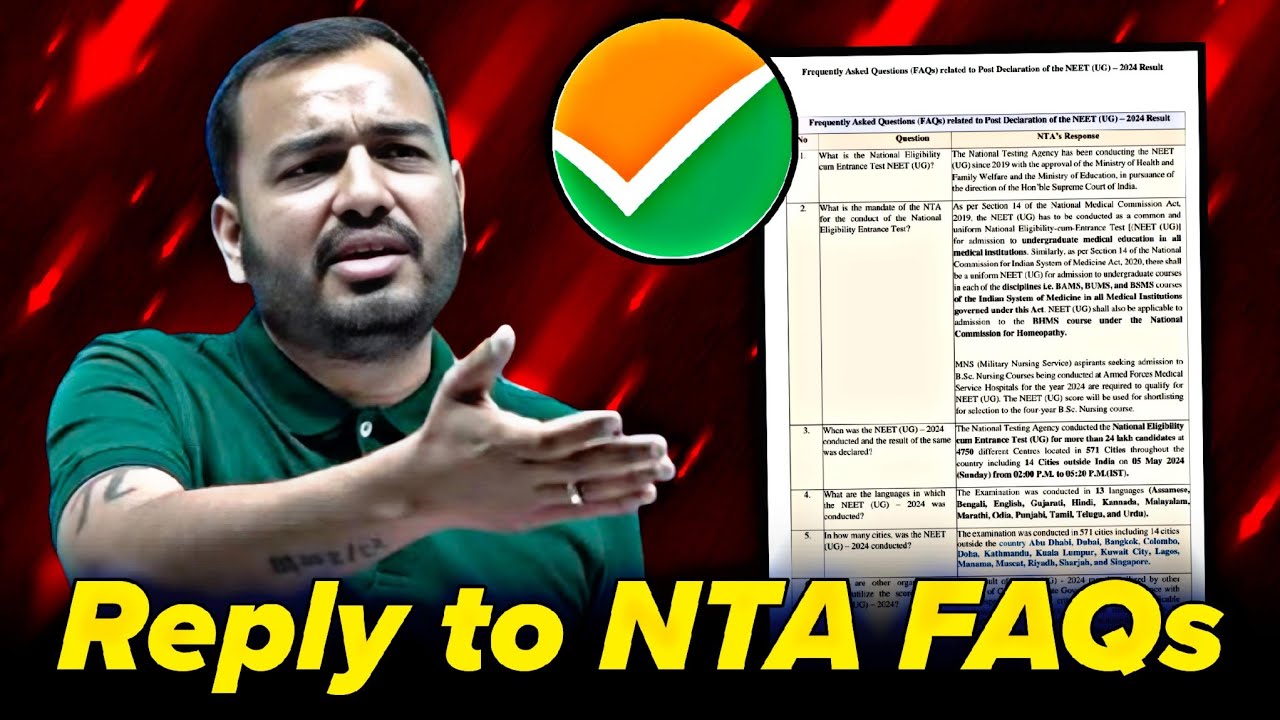 Frequently Asked Questions (FAQs) related to Post Declaration of the NEET (UG) – 2024 Result
Frequently Asked Questions (FAQs) related to Post Declaration of the NEET (UG) – 2024 Result
No Question NTA's Response
1. What is the National Eligibility
cum Entrance Test NEET (UG)?
The National Testing Agency has been conducting the NEET
(UG) since 2019 with the approval of the Ministry of Health and
Family Welfare and the Ministry of Education, in pursuance of
the direction of the Hon'ble Supreme Court of India.
2. What is the mandate of the NTA
for the conduct of the National
Eligibility Entrance Test?
As per Section 14 of the National Medical Commission Act,
2019, the NEET (UG) has to be conducted as a common and
uniform National Eligibility-cum-Entrance Test [(NEET (UG)]
for admission to undergraduate medical education in all
medical institutions. Similarly, as per Section 14 of the National
Commission for Indian System of Medicine Act, 2020, there shall
be a uniform NEET (UG) for admission to undergraduate courses
in each of the disciplines i.e. BAMS, BUMS, and BSMS courses
of the Indian System of Medicine in all Medical Institutions
governed under this Act. NEET (UG) shall also be applicable to
admission to the BHMS course under the National
Commission for Homeopathy.
MNS (Military Nursing Service) aspirants seeking admission to
B.Sc. Nursing Courses being conducted at Armed Forces Medical
Service Hospitals for the year 2024 are required to qualify for
NEET (UG). The NEET (UG) score will be used for shortlisting
for selection to the four-year B.Sc. Nursing course.
3. When was the NEET (UG) – 2024
conducted and the result of the same
was declared?
The National Testing Agency conducted the National Eligibility
cum Entrance Test (UG) for more than 24 lakh candidates at
4750 different Centres located in 571 Cities throughout the
country including 14 Cities outside India on 05 May 2024
(Sunday) from 02:00 P.M. to 05:20 P.M.(IST).
4. What are the languages in which
the NEET (UG) – 2024 was
conducted?
The Examination was conducted in 13 languages (Assamese,
Bengali, English, Gujarati, Hindi, Kannada, Malayalam,
Marathi, Odia, Punjabi, Tamil, Telugu, and Urdu).
5. In how many cities, was the NEET
(UG) – 2024 conducted?
The examination was conducted in 571 cities including 14 cities
outside the country Abu Dhabi, Dubai, Bangkok, Colombo,
Doha, Kathmandu, Kuala Lumpur, Kuwait City, Lagos,
Manama, Muscat, Riyadh, Sharjah, and Singapore.
are other
utilize the
(UG) – 2024?
of (UG) - 2024 by other
of with
Reply to NTA FAQs